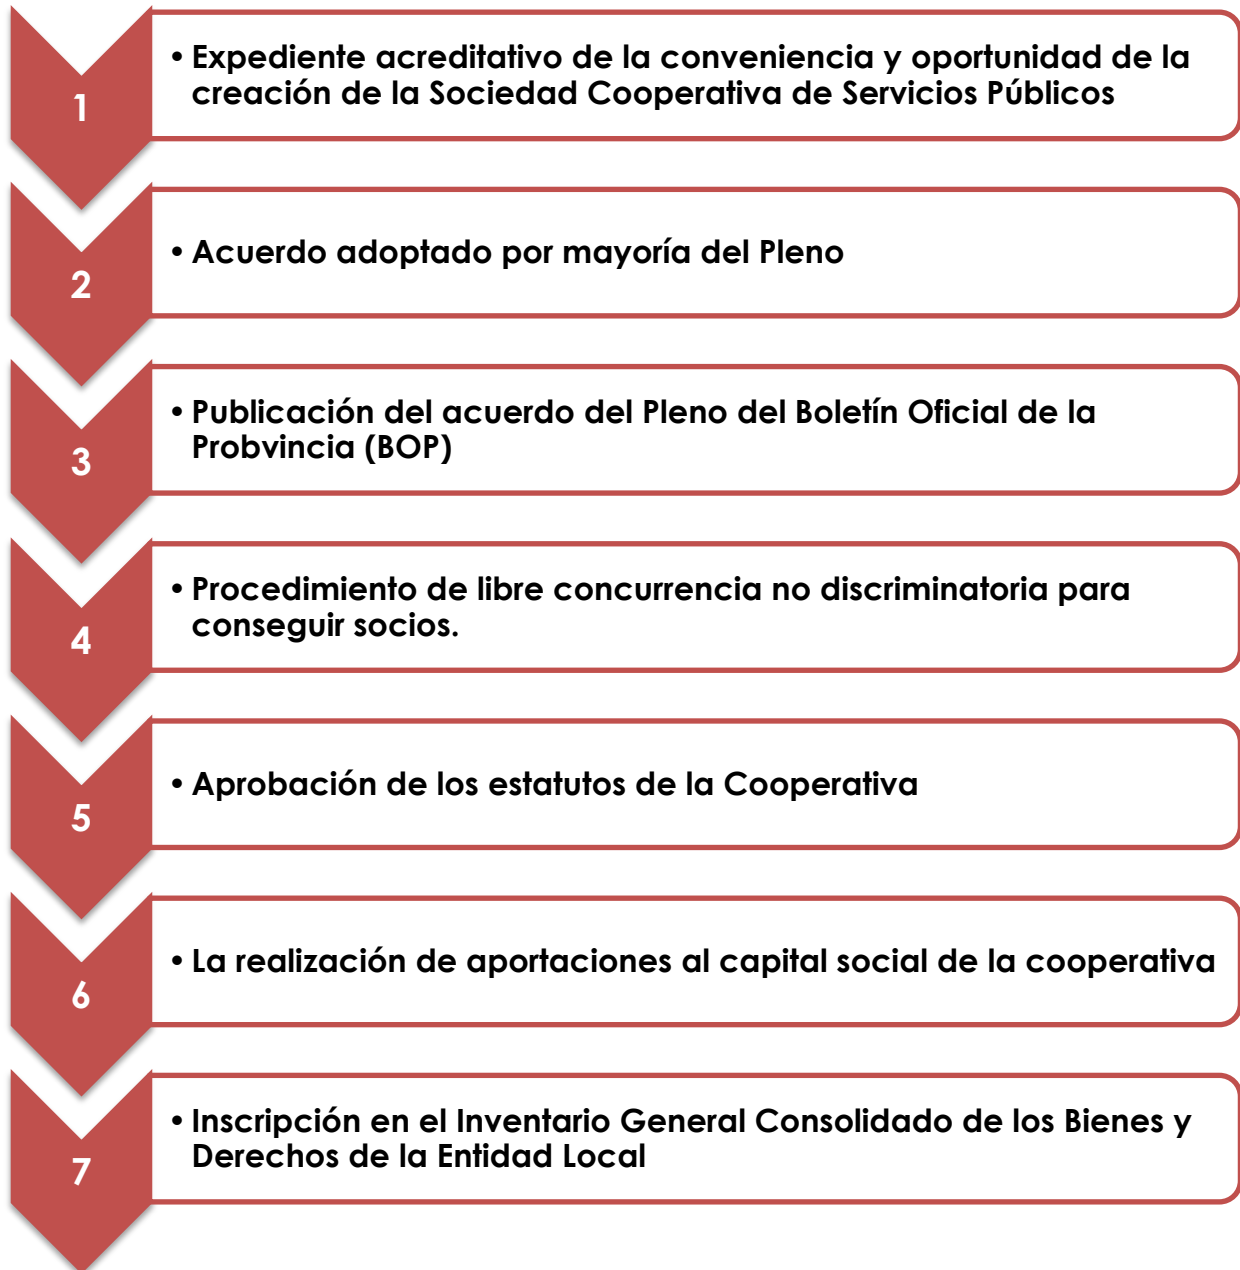 1
• Expediente acreditativo de la conveniencia y oportunidad de la
creación de la Sociedad Cooperativa de Servicios Públicos
2
• Acuerdo adoptado por mayoría del Pleno
3
• Publicación del acuerdo del Pleno del Boletín Oficial de la
Probvincia (BOP)
4
• Procedimiento de libre concurrencia no discriminatoria para
conseguir socios.
5
• Aprobación de los estatutos de la Cooperativa
6
• La realización de aportaciones al capital social de la cooperativa
7
• Inscripción en el Inventario General Consolidado de los Bienes y
Derechos de la Entidad Local